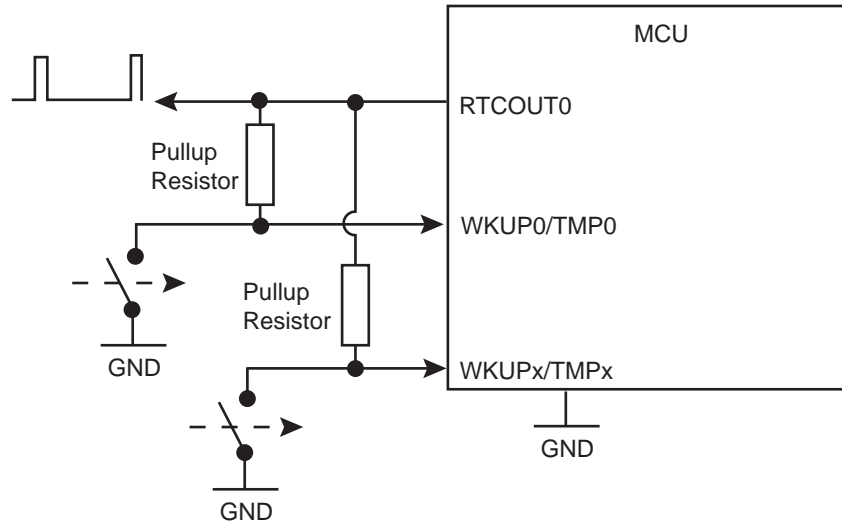 MCU
RTCOUT0
Pullup
Resistor
WKUP0/TMP0
Pullup
Resistor
GND
WKUPx/TMPx
GND
GND